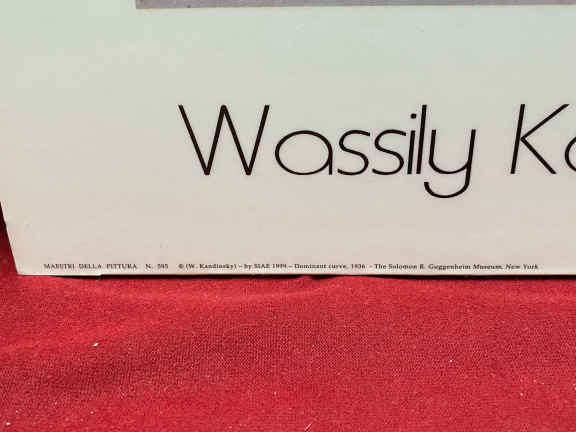 Wassily Ka
MAESTRI DELLA PITTURA N. 595 © (W. Kandinsky) – by SIAE 1999 – Dominant curve, 1936 - The Solomon R. Guggenheim Museum, New York